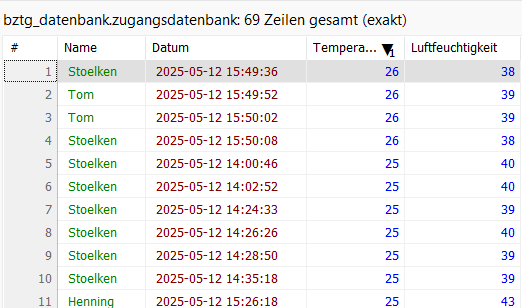 bztg_datenbank.zugangsdatenbank: 69 Zeilen gesamt (exakt)
# Name Datum Tempera... 1 Luftfeuchtigkeit
1 Stoelken 2025-05-12 15:49:36 26 38
2 Tom 2025-05-12 15:49:52 26 39
3 Tom 2025-05-12 15:50:02 26 39
4 Stoelken 2025-05-12 15:50:08 26 38
5 Stoelken 2025-05-12 14:00:46 25 40
6 Stoelken 2025-05-12 14:02:52 25 40
7 Stoelken 2025-05-12 14:24:33 25 39
8 Stoelken 2025-05-12 14:26:26 25 40
9 Stoelken 2025-05-12 14:28:50 25 39
10 Stoelken 2025-05-12 14:35:18 25 39
11 Henning 2025-05-12 15:26:18 25 43